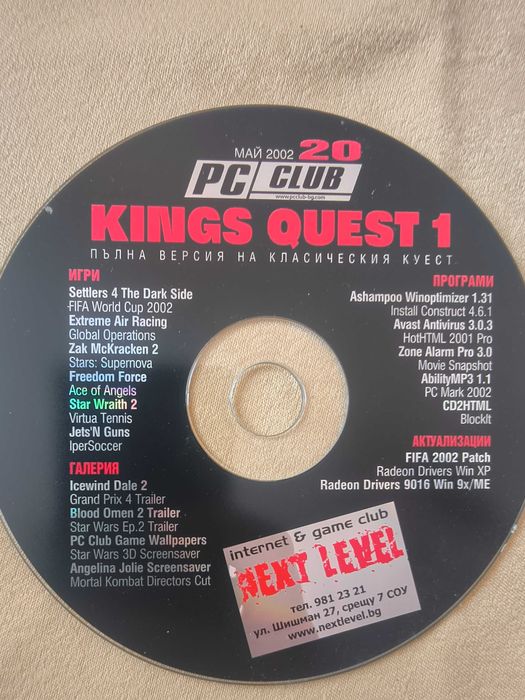 МАЙ 2002 20
PC CLUB
www.pcclub-bg.com
KINGS QUEST 1
ПЪЛНА ВЕРСИЯ НА КЛАСИЧЕСКИЯ КУЕСТ
ИГРИ
Settlers 4 The Dark Side
FIFA World Cup 2002
Extreme Air Racing
Global Operations
Zak McKracken 2
Stars: Supernova
Freedom Force
Ace of Angels
Star Wraith 2
Virtua Tennis
Jets'N Guns
IperSoccer
ГАЛЕРИЯ
Icewind Dale 2
Grand Prix 4 Trailer
Blood Omen 2 Trailer
Star Wars Ep.2 Trailer
PC Club Game Wallpapers
Star Wars 3D Screensaver
Angelina Jolie Screensaver
Mortal Kombat Directors Cut
ПРОГРАМИ
Ashampoo Winoptimizer 1.31
Install Construct 4.6.1
Avast Antivirus 3.0.3
HotHTML 2001 Pro
Zone Alarm Pro 3.0
Movie Snapshot
AbilityMP3 1.1
PC Mark 2002
CD2HTML
BlockIt
АКТУАЛИЗАЦИИ
FIFA 2002 Patch
Radeon Drivers Win XP
Radeon Drivers 9016 Win 9x/ME
internet & game club
NEXT LEVEL
тел. 981 23 21
ул. Шишман 27, срещу 7 СОУ
www.nextlevel.bg